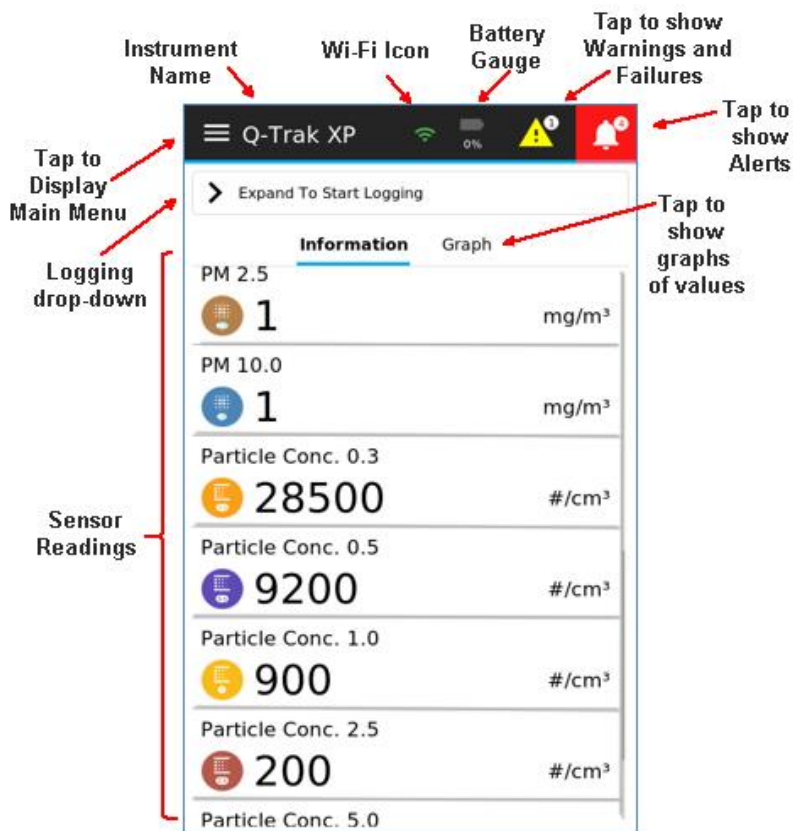 Instrument
Name
Wi-Fi Icon
Battery
Gauge
Tap to show
Warnings and
Failures
Tap to
show
Alerts
Tap to
Display
Main Menu
Logging
drop-down
Sensor
Readings
Q-Trak XP
0%
3
4
Expand To Start Logging
Information Graph
Tap to
show
graphs
of values
PM 2.5
1 mg/m³
PM 10.0
1 mg/m³
Particle Conc. 0.3
28500 #/cm³
Particle Conc. 0.5
9200 #/cm³
Particle Conc. 1.0
900 #/cm³
Particle Conc. 2.5
200 #/cm³
Particle Conc. 5.0